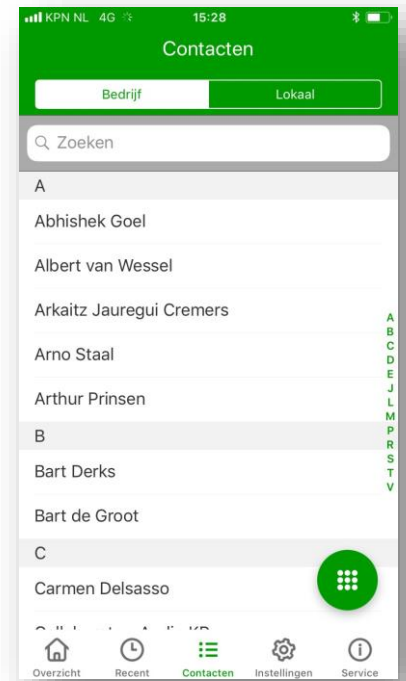 KPN NL 4G 15:28
Contacten
Bedrijf Lokaal
Zoeken
A
Abhishek Goel
Albert van Wessel
Arkaitz Jauregui Cremers
Arno Staal
Arthur Prinsen
B
Bart Derks
Bart de Groot
C
Carmen Delsasso
A
B
C
D
E
J
L
M
P
R
S
T
V
Overzicht Recent Contacten Instellingen Service